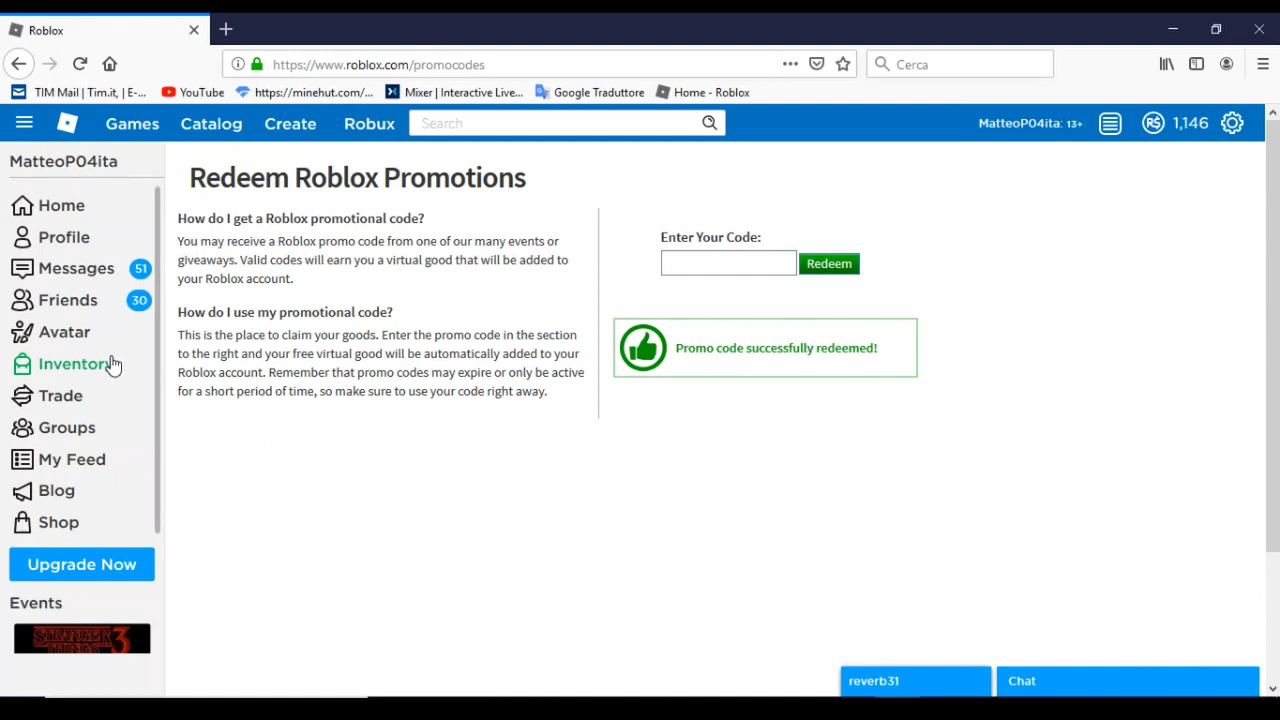 Roblox
https://www.roblox.com/promocodes
Cerca
TIM Mail | Tim.it, | E-...
YouTube
https://minehut.com/...
Mixer | Interactive Live...
Google Traduttore
Home - Roblox
Games
Catalog
Create
Robux
Search
MatteoP04ita: 13+
R$ 1,146
MatteoP04ita
Home
Profile
Messages 51
Friends 30
Avatar
Inventory
Trade
Groups
My Feed
Blog
Shop
Upgrade Now
Events
STRANGER
THINGS 3
Redeem Roblox Promotions
How do I get a Roblox promotional code?
You may receive a Roblox promo code from one of our many events or
giveaways. Valid codes will earn you a virtual good that will be added to
your Roblox account.
How do I use my promotional code?
This is the place to claim your goods. Enter the promo code in the section
to the right and your free virtual good will be automatically added to your
Roblox account. Remember that promo codes may expire or only be active
for a short period of time, so make sure to use your code right away.
Enter Your Code:
Redeem
Promo code successfully redeemed!
reverb31
Chat